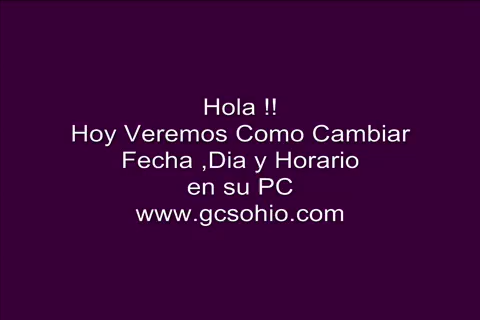 Hola !!
Hoy Veremos Como Cambiar
Fecha ,Dia y Horario
en su PC
www.gcsohio.com